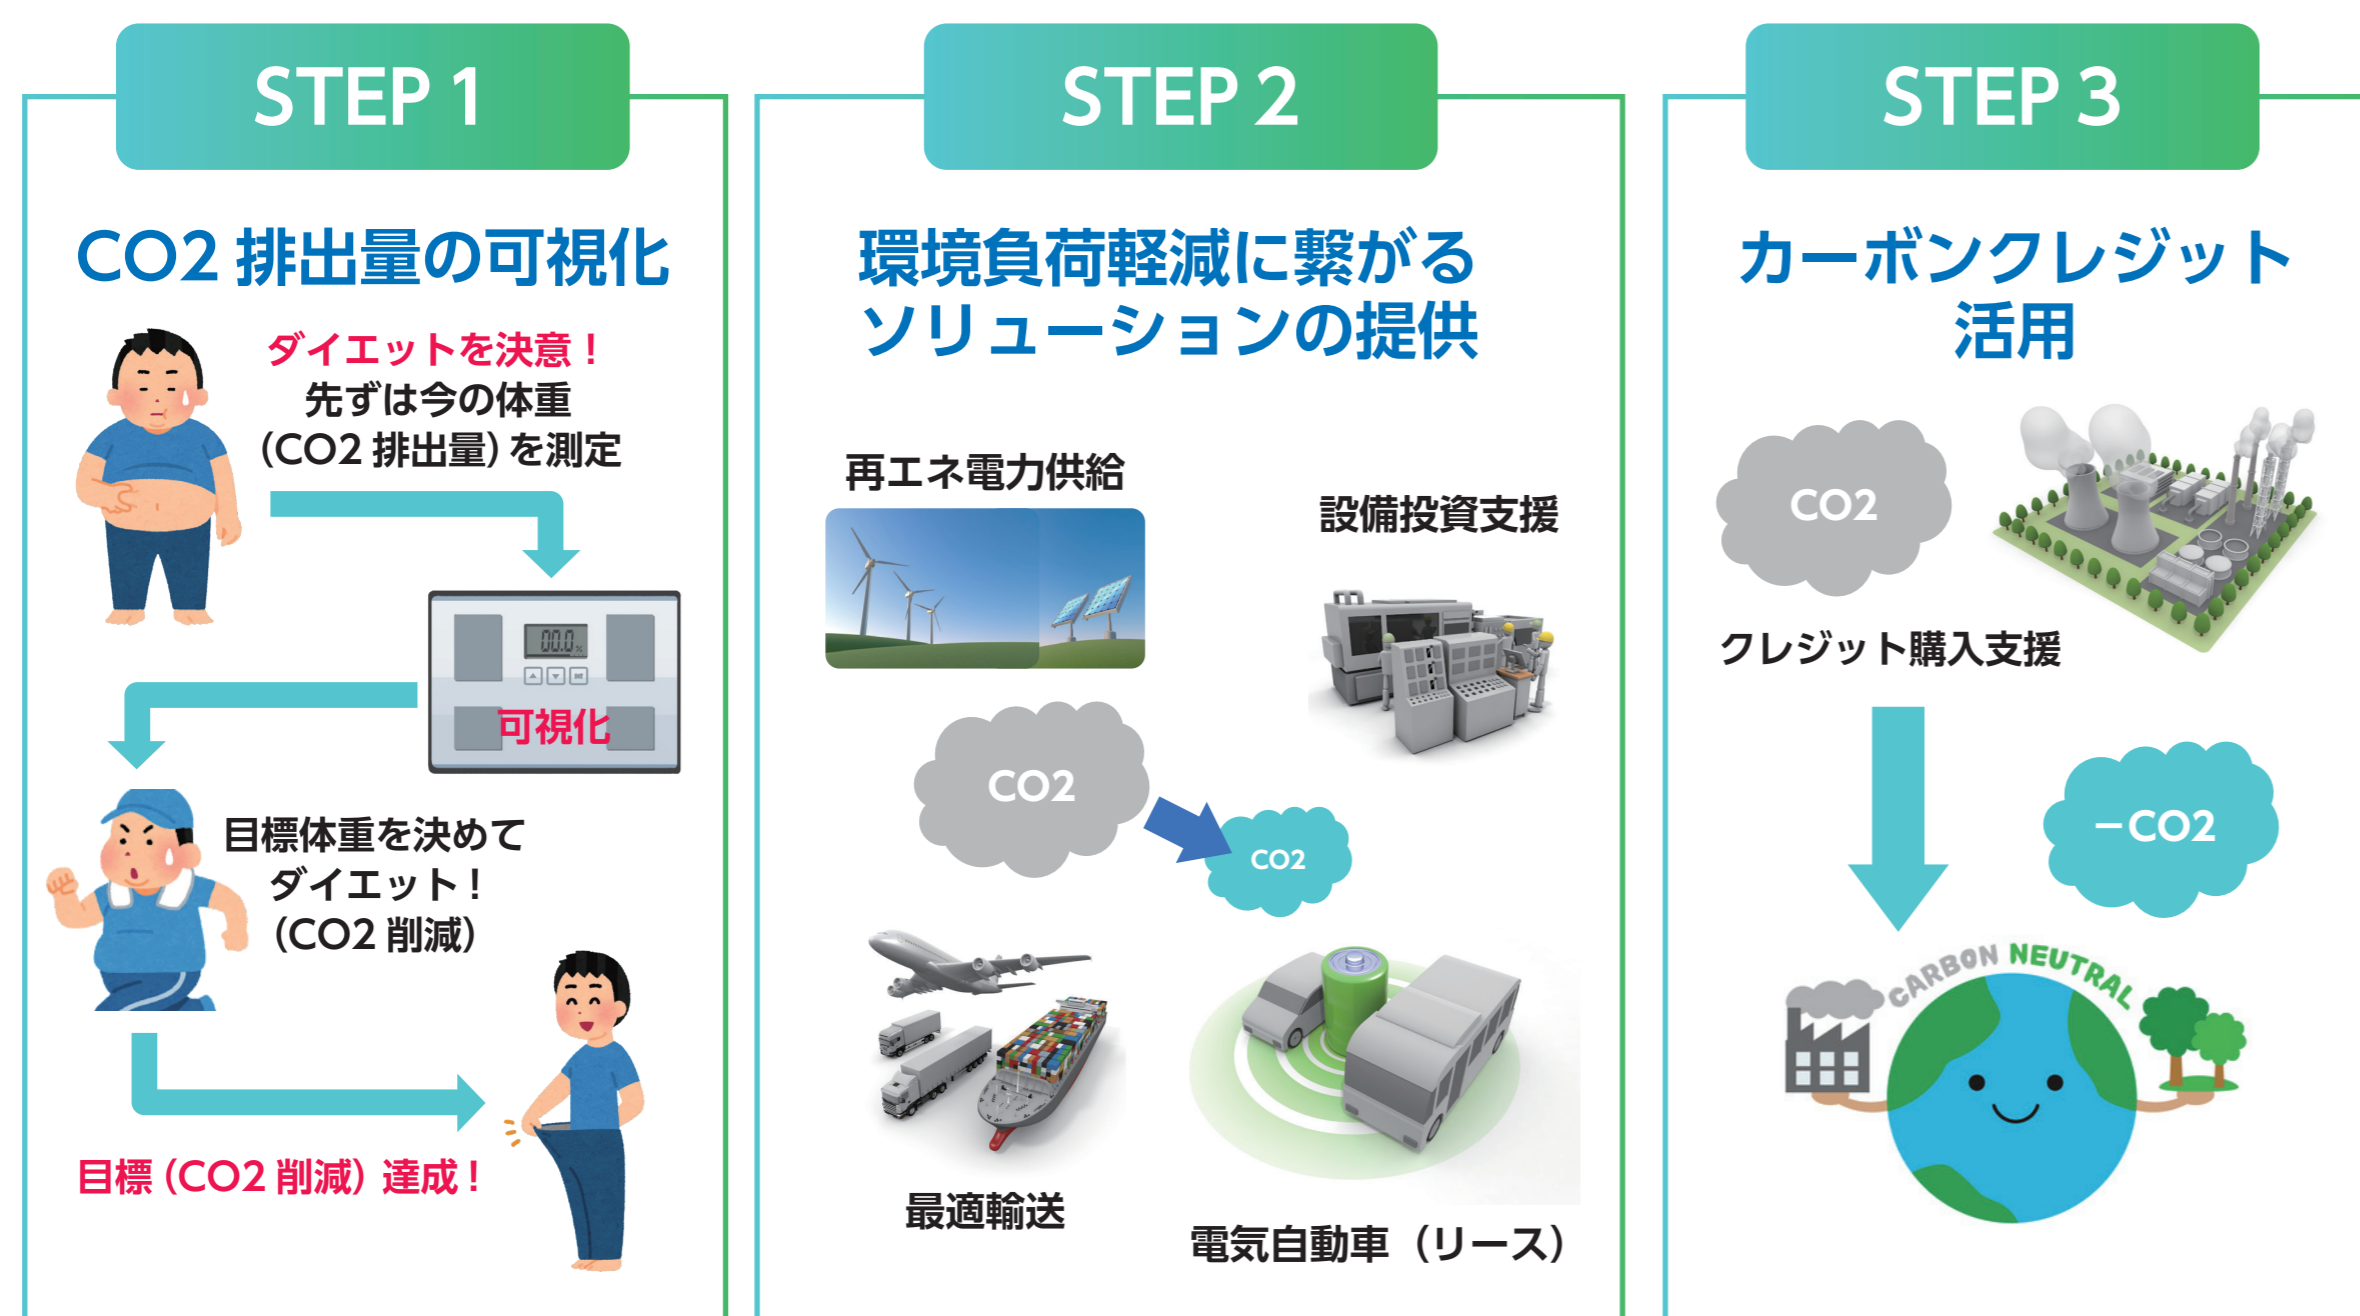 STEP 1
CO2 排出量の可視化
ダイエットを決意！
先ずは今の体重
（CO2 排出量）を測定
00.0 %
可視化
目標体重を決めて
ダイエット！
（CO2 削減）
目標（CO2 削減）達成！
STEP 2
環境負荷軽減に繋がる
ソリューションの提供
再エネ電力供給
設備投資支援
CO2
CO2
最適輸送
電気自動車（リース）
STEP 3
カーボンクレジット
活用
CO2
クレジット購入支援
－CO2
CARBON NEUTRAL